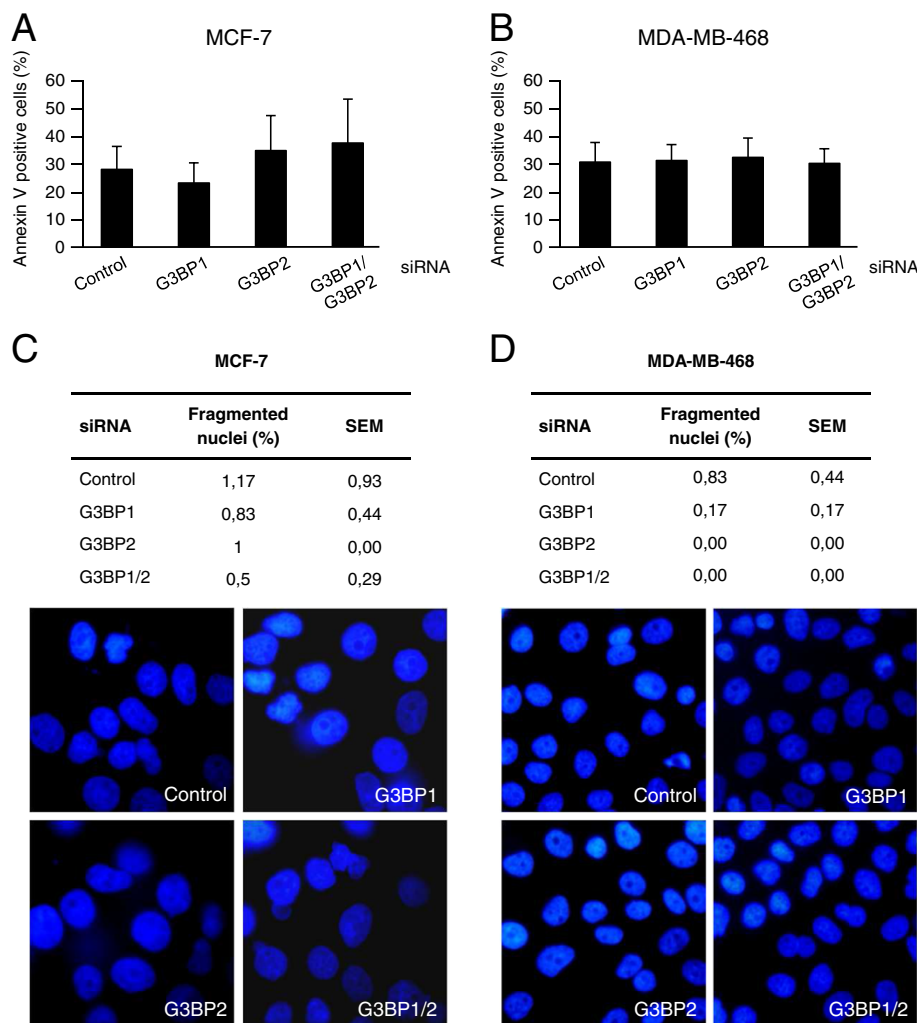 A
MCF-7
Annexin V positive cells (%)
60
50
40
30
20
10
0
Control
G3BP1
G3BP2
G3BP1/
G3BP2
siRNA
B
MDA-MB-468
Annexin V positive cells (%)
60
50
40
30
20
10
0
Control
G3BP1
G3BP2
G3BP1/
G3BP2
siRNA
C
MCF-7
siRNA Fragmented nuclei (%) SEM
Control 1,17 0,93
G3BP1 0,83 0,44
G3BP2 1 0,00
G3BP1/2 0,5 0,29
Control
G3BP1
G3BP2
G3BP1/2
D
MDA-MB-468
siRNA Fragmented nuclei (%) SEM
Control 0,83 0,44
G3BP1 0,17 0,17
G3BP2 0,00 0,00
G3BP1/2 0,00 0,00
Control
G3BP1
G3BP2
G3BP1/2